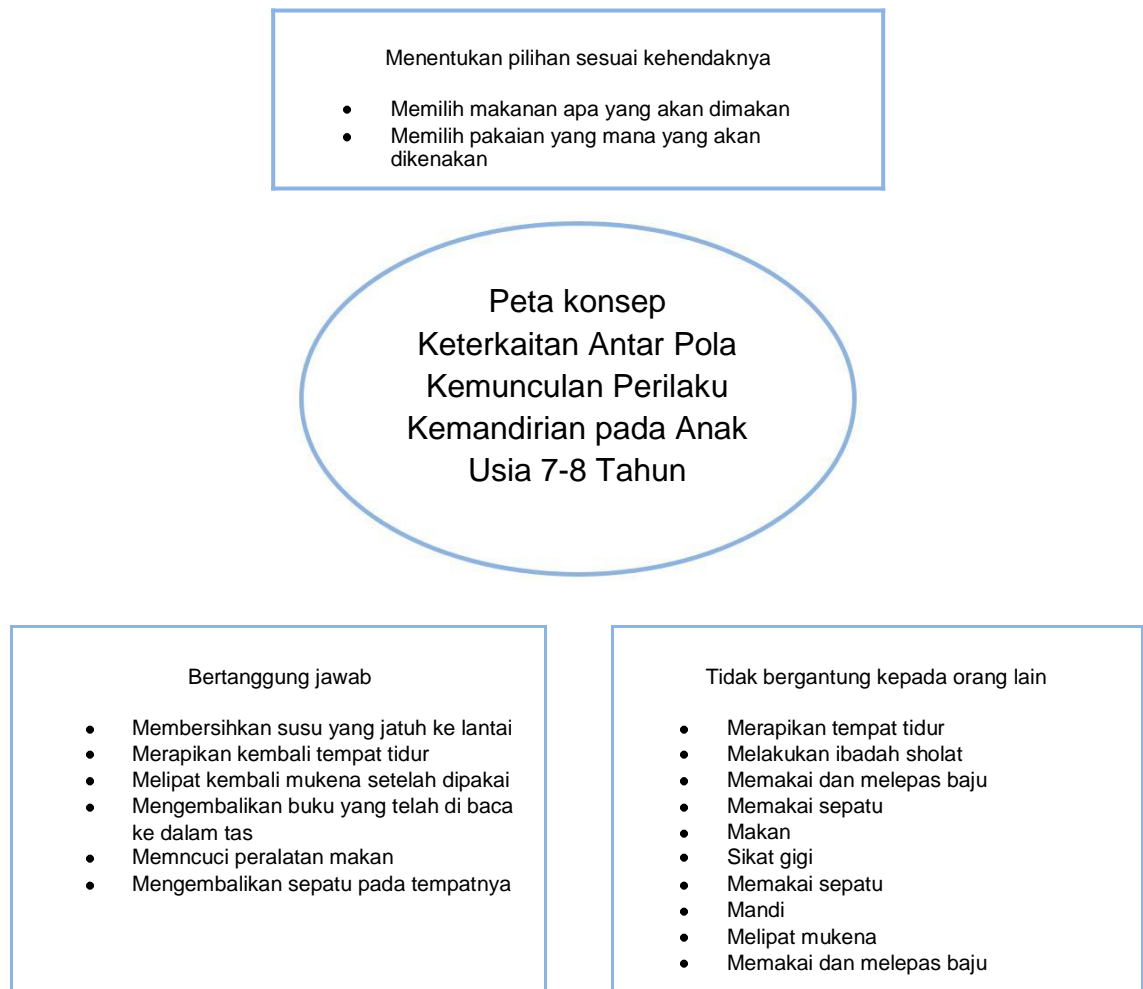 Menentukan pilihan sesuai kehendaknya
• Memilih makanan apa yang akan dimakan
• Memilih pakaian yang mana yang akan
dikenakan
Peta konsep
Keterkaitan Antar Pola
Kemunculan Perilaku
Kemandirian pada Anak
Usia 7-8 Tahun
Bertanggung jawab
• Membersihkan susu yang jatuh ke lantai
• Merapikan kembali tempat tidur
• Melipat kembali mukena setelah dipakai
• Mengembalikan buku yang telah di baca
ke dalam tas
• Memncuci peralatan makan
• Mengembalikan sepatu pada tempatnya
Tidak bergantung kepada orang lain
• Merapikan tempat tidur
• Melakukan ibadah sholat
• Memakai dan melepas baju
• Memakai sepatu
• Makan
• Sikat gigi
• Memakai sepatu
• Mandi
• Melipat mukena
• Memakai dan melepas baju